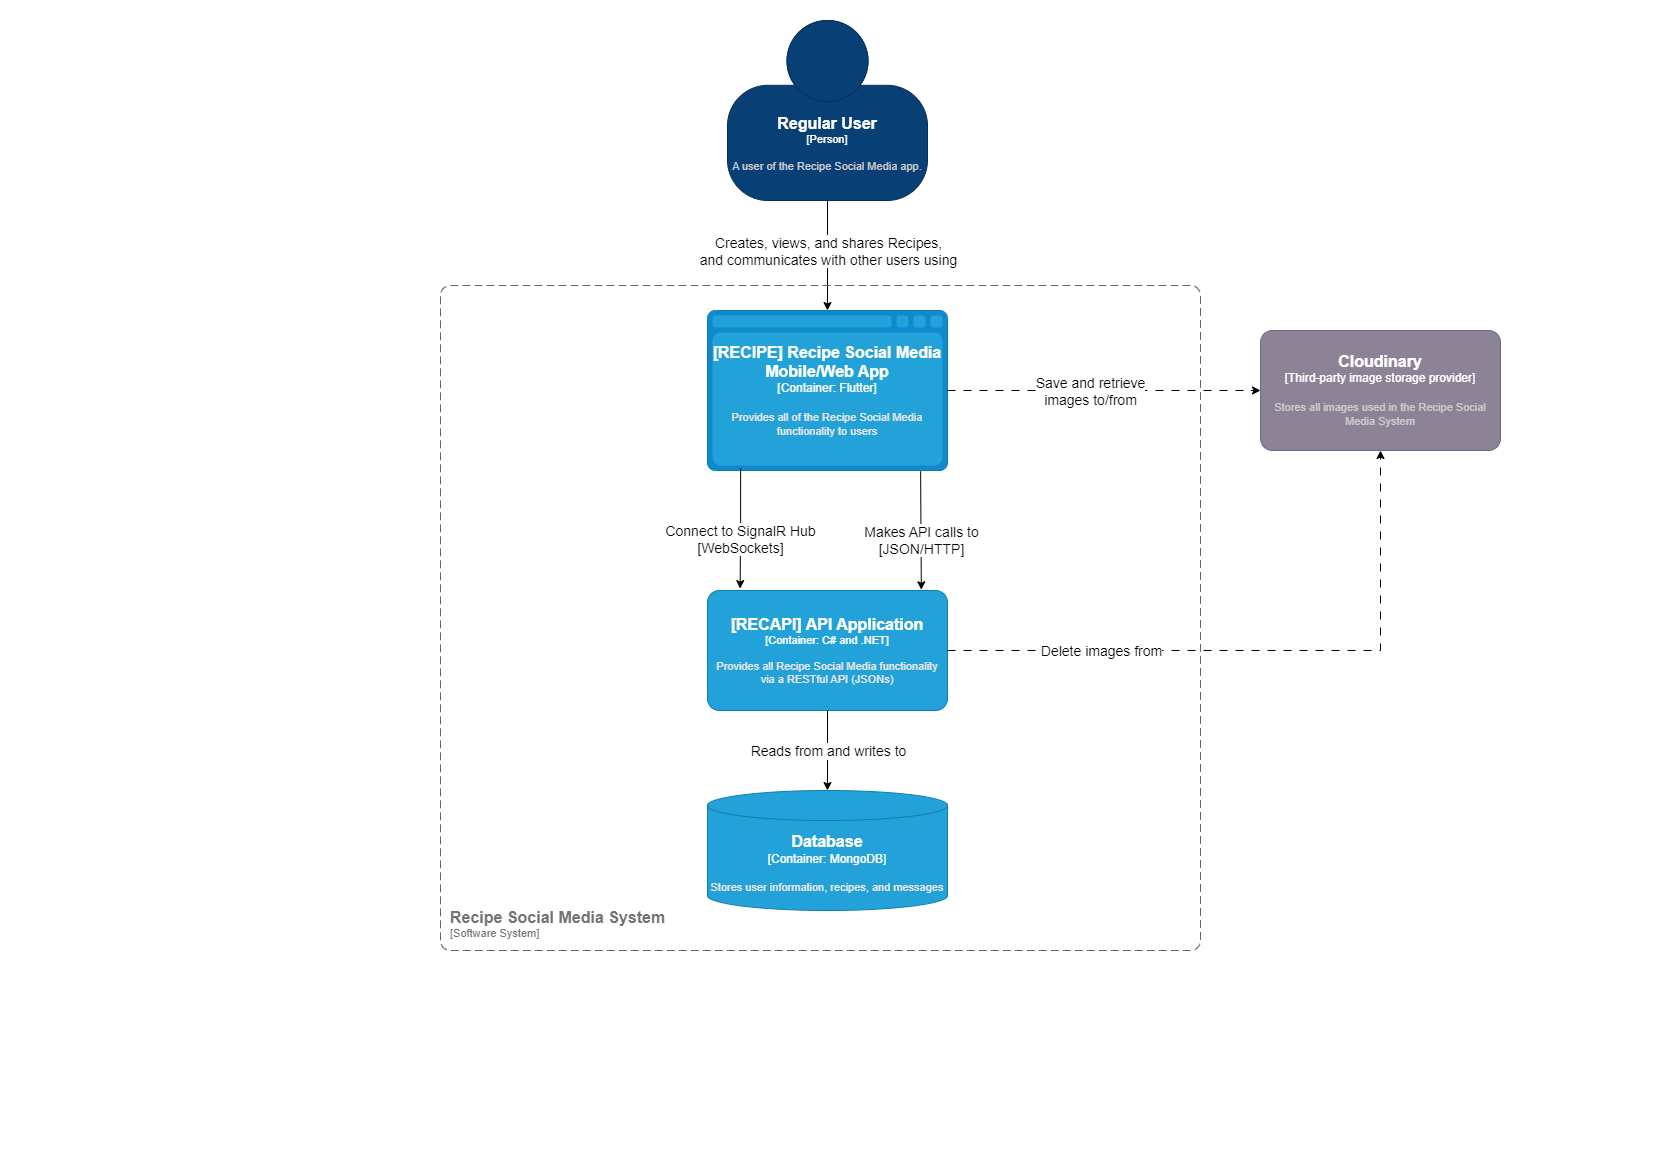 Regular User
[Person]
A user of the Recipe Social Media app.
Creates, views, and shares Recipes,
and communicates with other users using
[RECIPE] Recipe Social Media
Mobile/Web App
[Container: Flutter]
Provides all of the Recipe Social Media
functionality to users
Save and retrieve
images to/from
Cloudinary
[Third-party image storage provider]
Stores all images used in the Recipe Social
Media System
Connect to SignalR Hub
[WebSockets]
Makes API calls to
[JSON/HTTP]
[RECAPI] API Application
[Container: C# and .NET]
Provides all Recipe Social Media functionality
via a RESTful API (JSONs)
Delete images from
Reads from and writes to
Database
[Container: MongoDB]
Stores user information, recipes, and messages
Recipe Social Media System
[Software System]